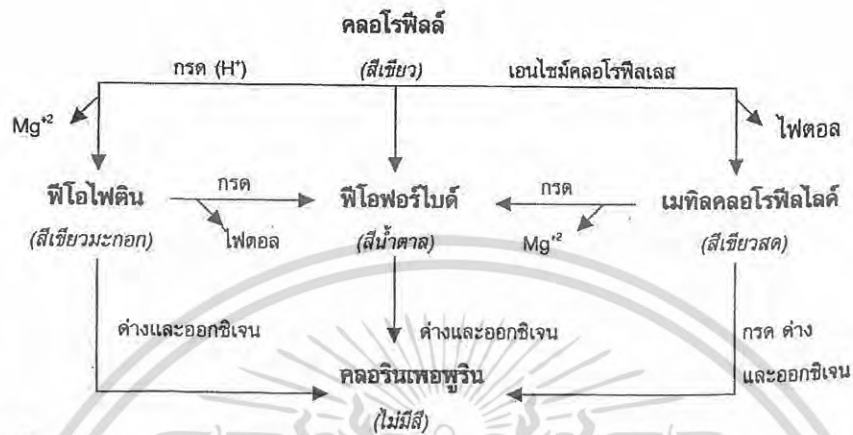 คลอโรฟีลล์
กรด (H⁺) (สีเขียว) เอนไซม์คลอโรฟีลเลส
Mg⁺² ไฟตอล
ฟีโอไฟติน กรด ฟีโอฟอร์ไบด์ กรด เมทิลคลอโรฟิลไลค์
(สีเขียวมะกอก) ไฟตอล (สีน้ำตาล) Mg⁺² (สีเขียวสด)
ด่างและออกซิเจน ด่างและออกซิเจน กรด ด่าง
คลอรินเพอพูริน และออกซิเจน
(ไม่มีสี)